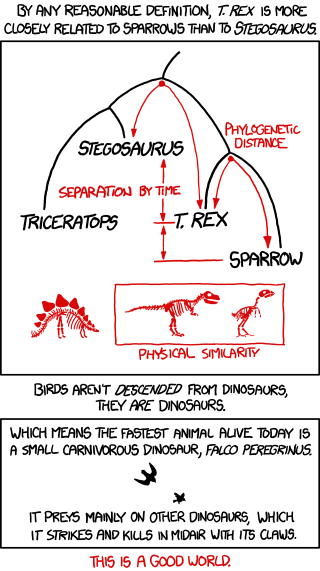 BY ANY REASONABLE DEFINITION, T. REX IS MORE
CLOSELY RELATED TO SPARROWS THAN TO STEGOSAURUS.
PHYLOGENETIC
DISTANCE
STEGOSAURUS
SEPARATION BY TIME
TRICERATOPS
T. REX
SPARROW
PHYSICAL SIMILARITY
BIRDS AREN'T DESCENDED FROM DINOSAURS,
THEY ARE DINOSAURS.
WHICH MEANS THE FASTEST ANIMAL ALIVE TODAY IS
A SMALL CARNIVOROUS DINOSAUR, FALCO PEREGRINUS.
IT PREYS MAINLY ON OTHER DINOSAURS, WHICH
IT STRIKES AND KILLS IN MIDAIR WITH ITS CLAWS.
THIS IS A GOOD WORLD.